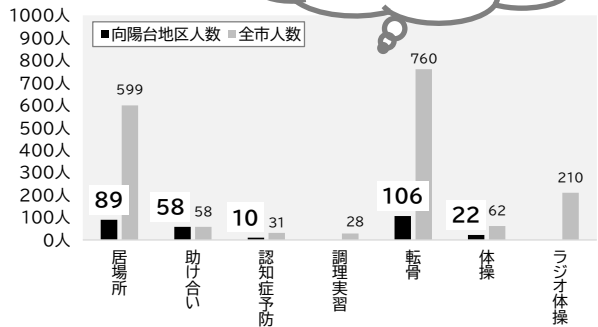 1000人
900人
800人
700人
600人
500人
400人
300人
200人
100人
0人
■向陽台地区人数 ■全市人数
89
599
58
58
10
31
28
106
760
22
62
210
居場所
助け合い
認知症予防
調理実習
転骨
体操
ラジオ体操